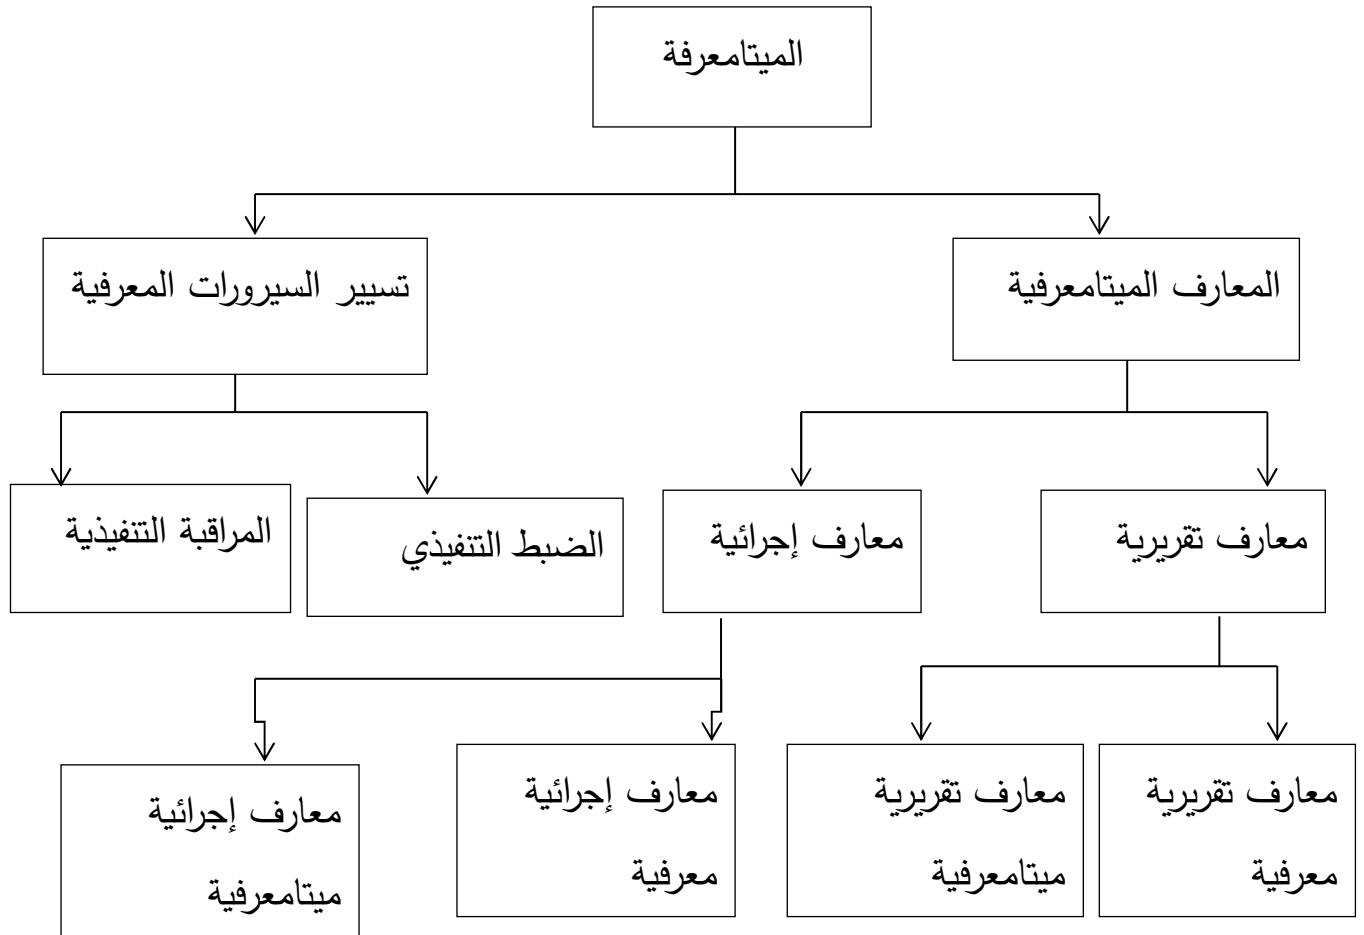 الميتامعرفة
المعارف الميتامعرفية
تسيير السيرورات المعرفية
معارف تقريرية
معارف إجرائية
الضبط التنفيذي
المراقبة التنفيذية
معارف تقريرية
معرفية
معارف تقريرية
ميتامعرفية
معارف إجرائية
معرفية
معارف إجرائية
ميتامعرفية